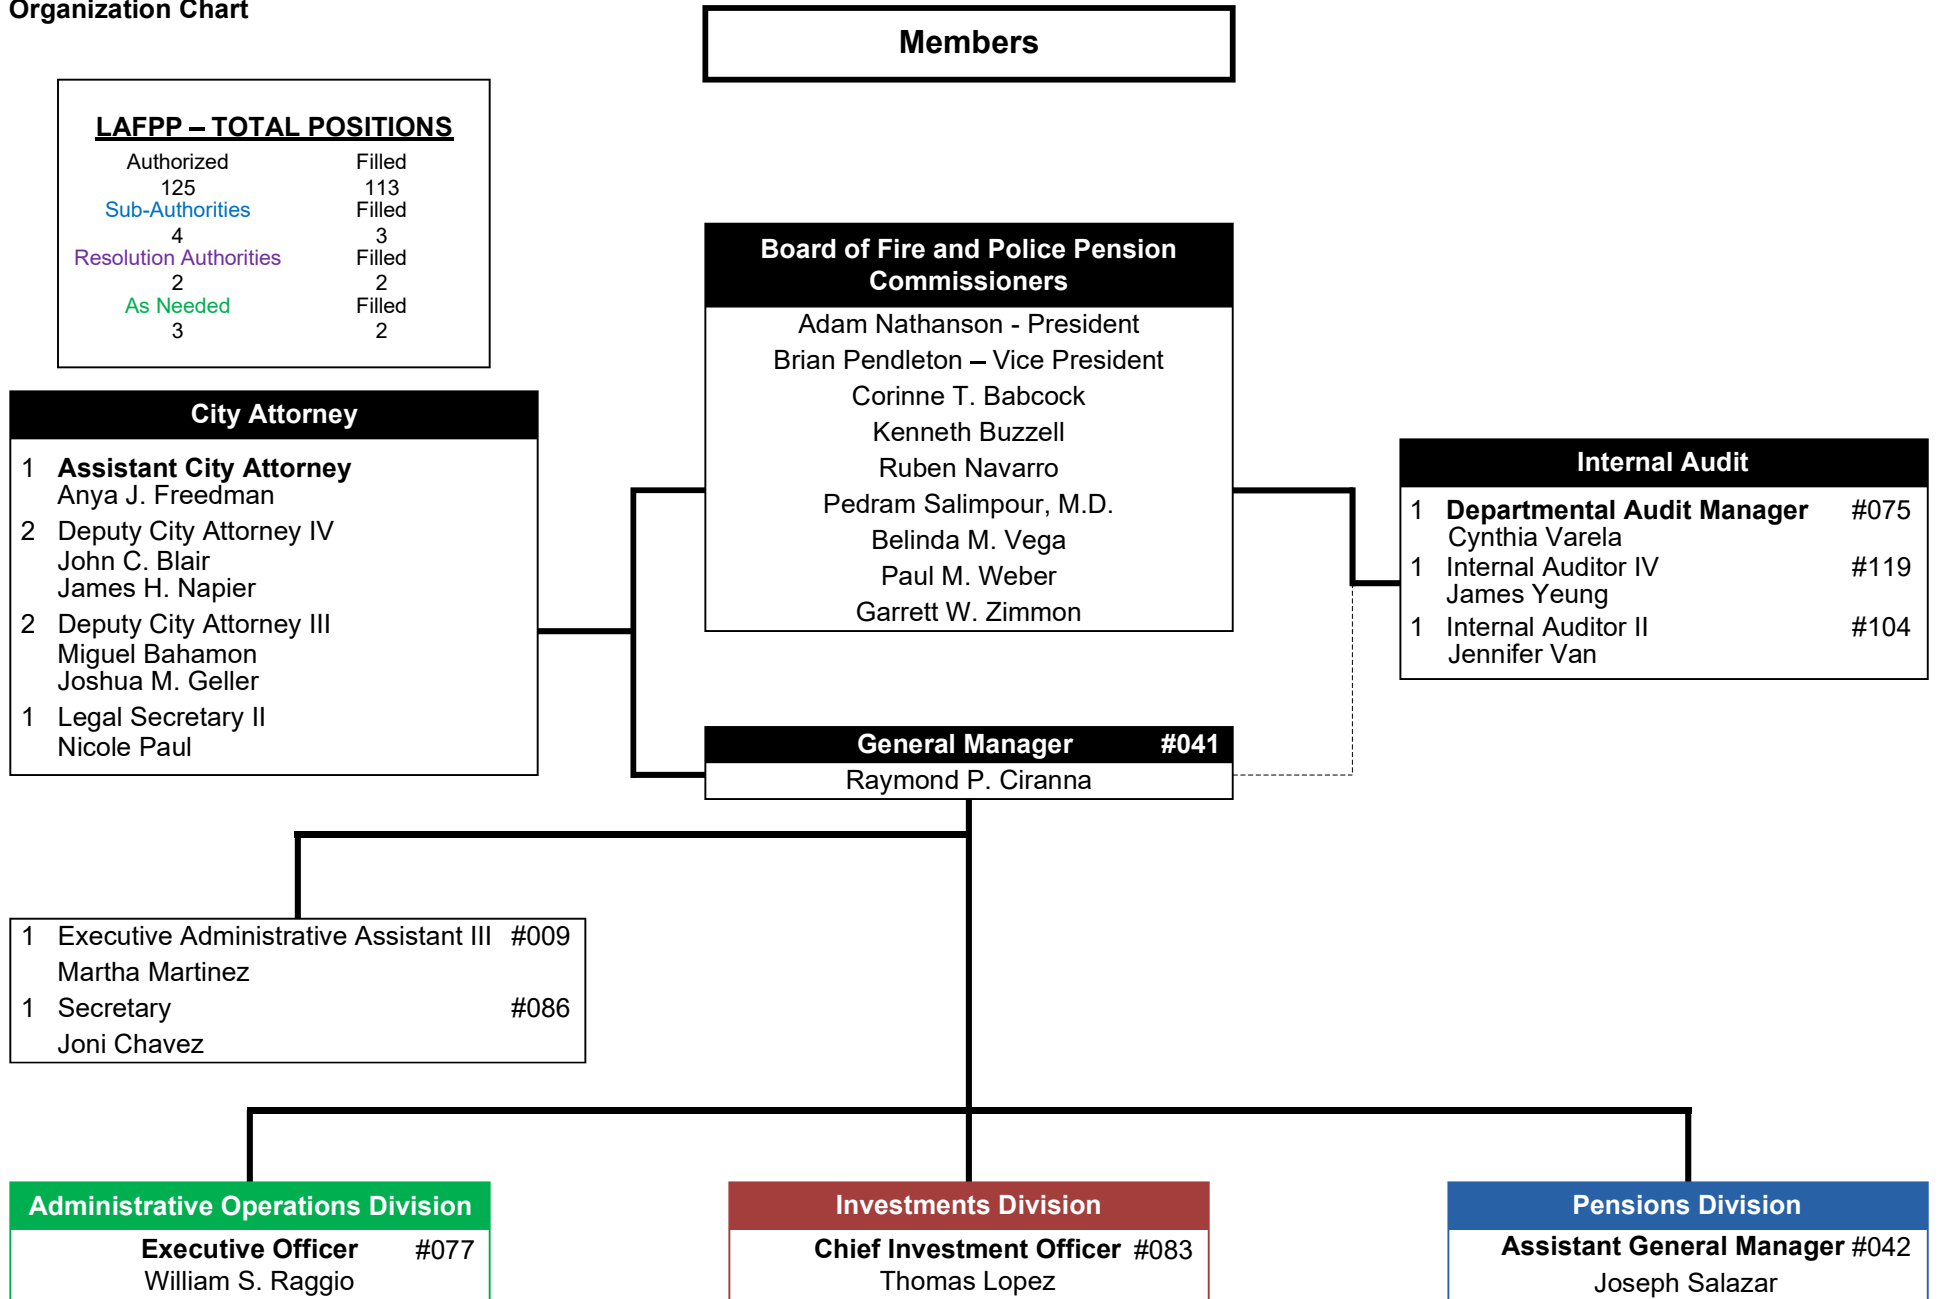 Organization Chart
Members
LAFPP – TOTAL POSITIONS
Authorized Filled
125 113
Sub-Authorities Filled
4 3
Resolution Authorities Filled
2 2
As Needed Filled
3 2
Board of Fire and Police Pension
Commissioners
Adam Nathanson - President
Brian Pendleton – Vice President
Corinne T. Babcock
Kenneth Buzzell
Ruben Navarro
Pedram Salimpour, M.D.
Belinda M. Vega
Paul M. Weber
Garrett W. Zimmon
City Attorney
1 Assistant City Attorney
Anya J. Freedman
2 Deputy City Attorney IV
John C. Blair
James H. Napier
2 Deputy City Attorney III
Miguel Bahamon
Joshua M. Geller
1 Legal Secretary II
Nicole Paul
Internal Audit
1 Departmental Audit Manager #075
Cynthia Varela
1 Internal Auditor IV #119
James Yeung
1 Internal Auditor II #104
Jennifer Van
General Manager #041
Raymond P. Ciranna
1 Executive Administrative Assistant III #009
Martha Martinez
1 Secretary #086
Joni Chavez
Administrative Operations Division
Executive Officer #077
William S. Raggio
Investments Division
Chief Investment Officer #083
Thomas Lopez
Pensions Division
Assistant General Manager #042
Joseph Salazar